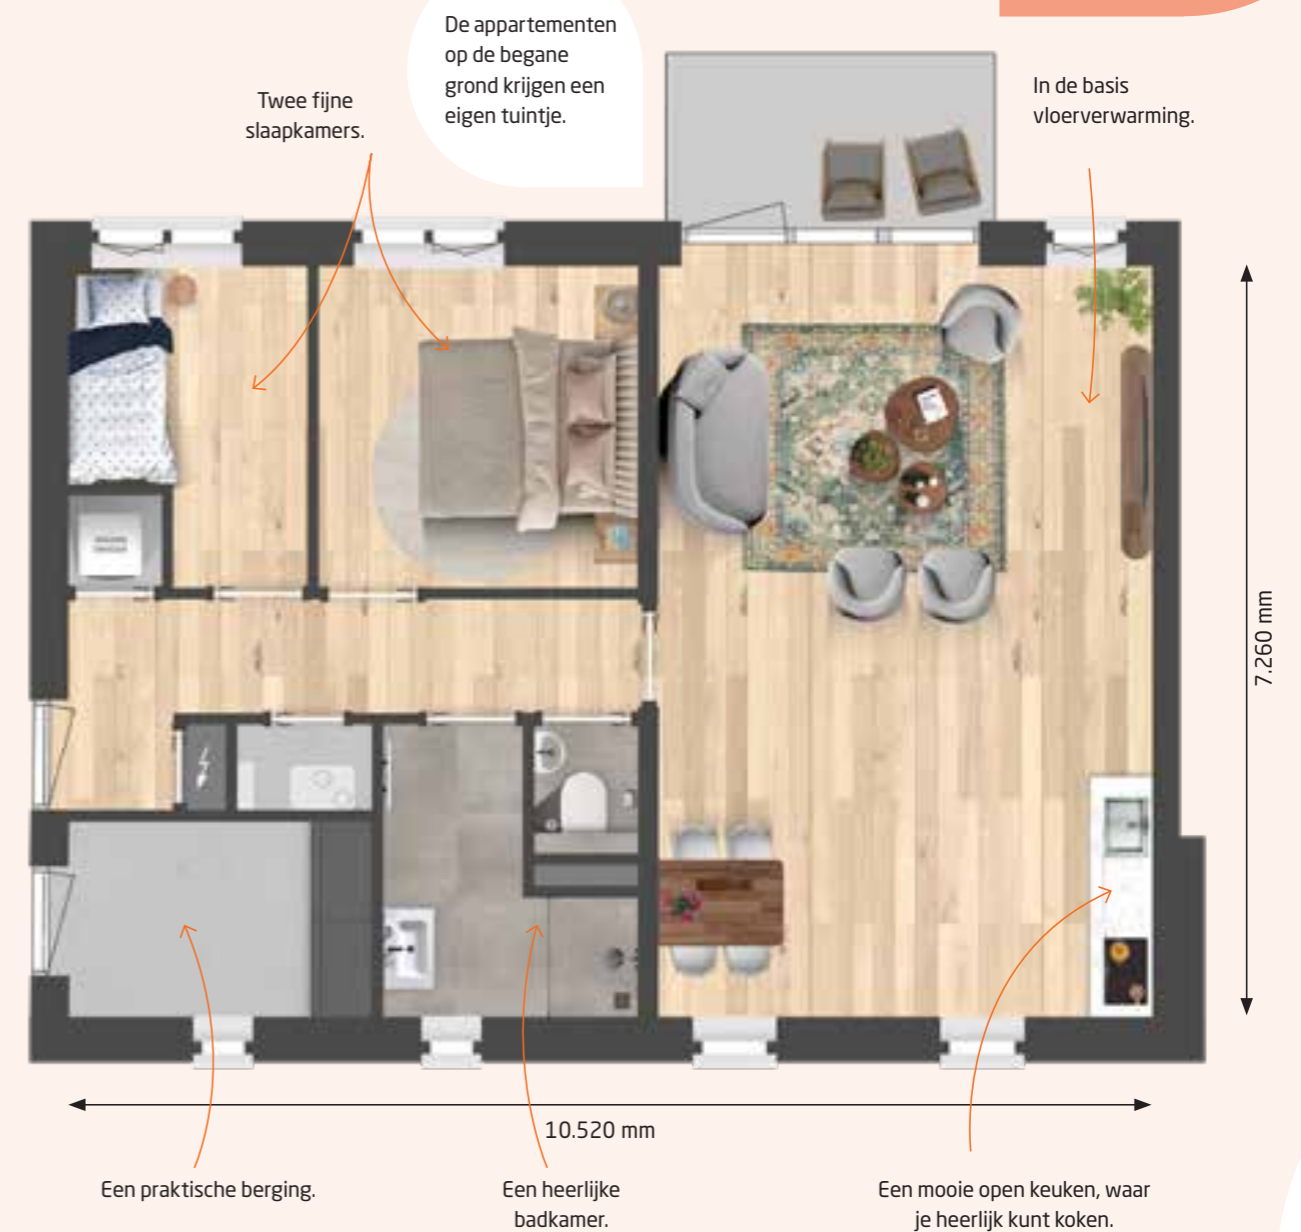 De appartementen
op de begane
grond krijgen een
eigen tuintje.
Twee fijne
slaapkamers.
In de basis
vloerverwarming.
7.260 mm
10.520 mm
Een praktische berging.
Een heerlijke
badkamer.
Een mooie open keuken, waar
je heerlijk kunt koken.